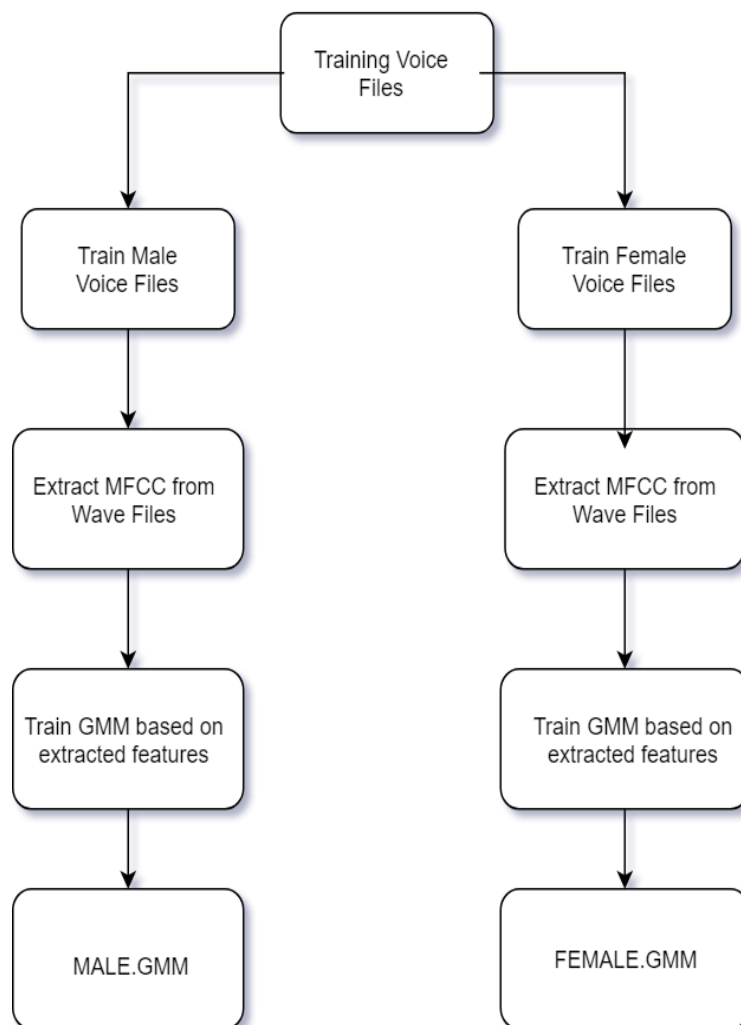 Training Voice
Files
Train Male
Voice Files
Train Female
Voice Files
Extract MFCC from
Wave Files
Extract MFCC from
Wave Files
Train GMM based on
extracted features
Train GMM based on
extracted features
MALE.GMM
FEMALE.GMM